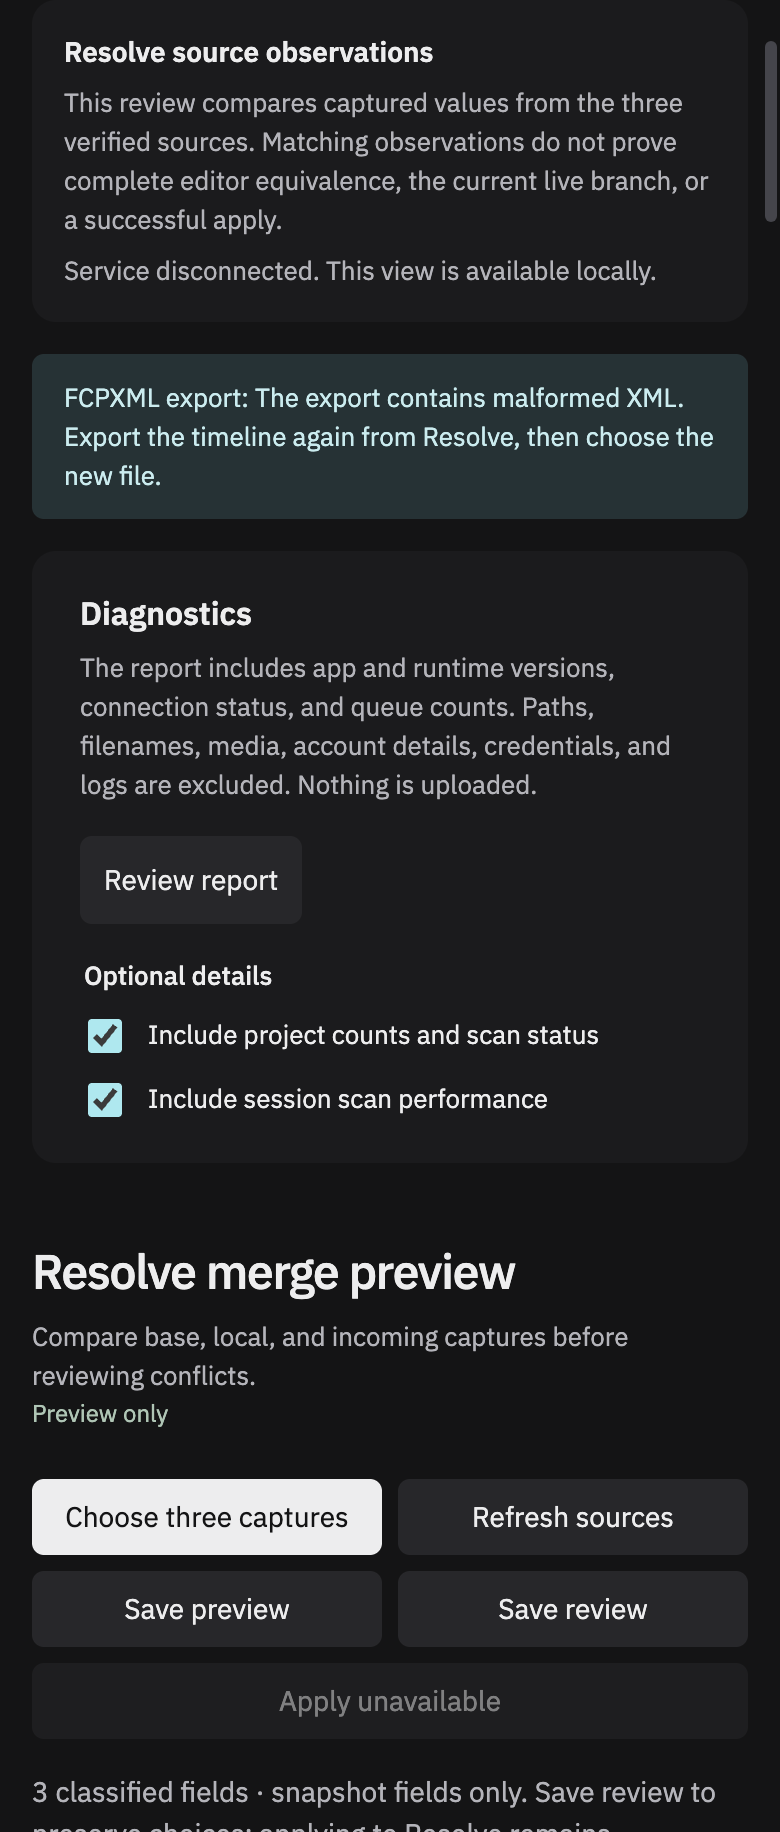 Resolve source observations
This review compares captured values from the three
verified sources. Matching observations do not prove
complete editor equivalence, the current live branch, or
a successful apply.
Service disconnected. This view is available locally.
FCPXML export: The export contains malformed XML.
Export the timeline again from Resolve, then choose the
new file.
Diagnostics
The report includes app and runtime versions,
connection status, and queue counts. Paths,
filenames, media, account details, credentials, and
logs are excluded. Nothing is uploaded.
Review report
Optional details
Include project counts and scan status
Include session scan performance
Resolve merge preview
Compare base, local, and incoming captures before
reviewing conflicts.
Preview only
Choose three captures
Refresh sources
Save preview
Save review
Apply unavailable
3 classified fields · snapshot fields only. Save review to
preserve choices; applying to Resolve remains